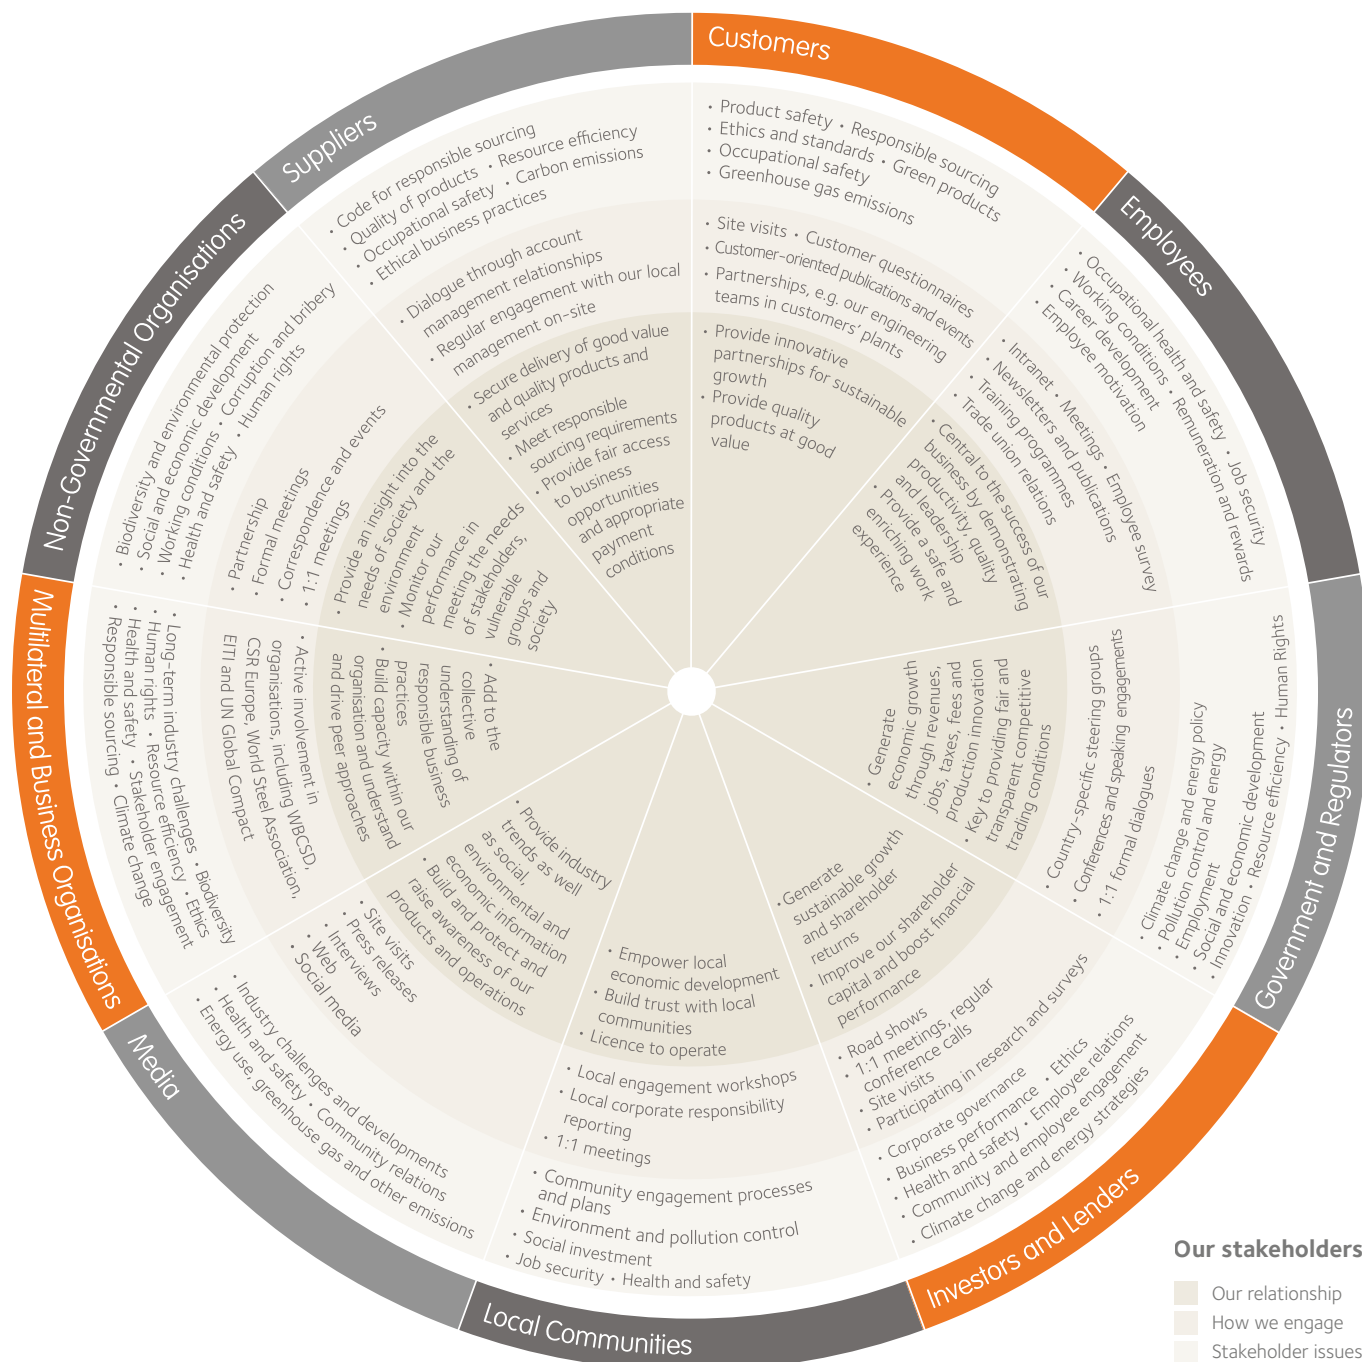 Customers
• Product safety • Responsible sourcing
• Ethics and standards • Green products
• Occupational safety
• Greenhouse gas emissions
• Site visits • Customer questionnaires
• Customer-oriented publications and events
• Partnerships, e.g. our engineering
teams in customers' plants
• Provide innovative
partnerships for sustainable
growth
• Provide quality
products at good
value
Employees
• Occupational health and safety • Job security
• Working conditions • Remuneration and rewards
• Career development
• Employee motivation
• Intranet • Meetings • Employee survey
• Newsletters and publications
• Training programmes
• Trade union relations
• Central to the success of our
business by demonstrating
productivity, quality
and leadership
• Provide a safe and
enriching work
experience
Government and Regulators
• Generate
economic growth
through revenues,
jobs, taxes, fees and
production innovation
• Key to providing fair and
transparent competitive
trading conditions
• Country-specific steering groups
• Conferences and speaking engagements
• 1:1 formal dialogues
• Climate change and energy policy
• Pollution control and energy
• Employment
• Social and economic development
• Innovation • Resource efficiency • Human Rights
Investors and Lenders
• Generate
sustainable growth
and shareholder
returns
• Improve our shareholder
capital and boost financial
performance
• Road shows
• 1:1 meetings, regular
conference calls
• Site visits
• Participating in research and surveys
• Corporate governance
• Business performance • Ethics
• Health and safety • Employee relations
• Community and employee engagement
• Climate change and energy strategies
Local Communities
• Empower local
economic development
• Build trust with local
communities
• Licence to operate
• Local engagement workshops
• Local corporate responsibility
reporting
• 1:1 meetings
• Community engagement processes
and plans
• Environment and pollution control
• Social investment
• Job security • Health and safety
Media
• Provide industry
trends as well
as social,
environmental and
economic information
• Build and protect and
raise awareness of our
products and operations
• Site visits
• Press releases
• Interviews
• Web
• Social media
• Industry challenges and developments
• Health and safety • Community relations
• Energy use, greenhouse gas and other emissions
Multilateral and Business Organisations
• Add to the
collective
understanding of
responsible business
practices
• Build capacity within our
organisation and understand
and drive peer approaches
• Active involvement in
organisations, including WBCSD,
CSR Europe, World Steel Association,
EITI and UN Global Compact
• Long-term industry challenges • Biodiversity
• Human rights • Resource efficiency • Ethics
• Health and safety • Stakeholder engagement
• Responsible sourcing • Climate change
Non-Governmental Organisations
• Biodiversity and environmental protection
• Social and economic development
• Working conditions • Corruption and bribery
• Health and safety • Human rights
• Partnership
• Formal meetings
• Correspondence and events
• 1:1 meetings
• Provide an insight into the
needs of society and the
environment
• Monitor our
performance in
meeting the needs
of stakeholders,
vulnerable
groups and
society
Suppliers
• Code for responsible sourcing
• Quality of products • Resource efficiency
• Occupational safety • Carbon emissions
• Ethical business practices
• Dialogue through account
management relationships
• Regular engagement with our local
management on-site
• Secure delivery of good value
and quality products and
services
• Meet responsible
sourcing requirements
• Provide fair access
to business
opportunities
and appropriate
payment
conditions
Our stakeholders
Our relationship
How we engage
Stakeholder issues